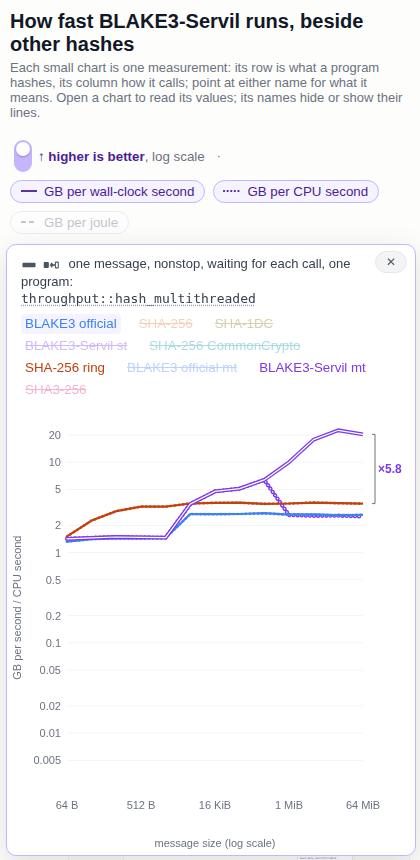 How fast BLAKE3-Servil runs, beside
other hashes
Each small chart is one measurement: its row is what a program
hashes, its column how it calls; point at either name for what it
means. Open a chart to read its values; its names hide or show their
lines.
↑ higher is better, log scale ·
GB per wall-clock second
GB per CPU second
GB per joule
one message, nonstop, waiting for each call, one
program:
throughput::hash_multithreaded
✕
BLAKE3 official SHA-256 SHA-1DC
BLAKE3-Servil st SHA-256 CommonCrypto
SHA-256 ring BLAKE3 official mt BLAKE3-Servil mt
SHA3-256
GB per second / CPU second
20
10
5
2
1
0.5
0.2
0.1
0.05
0.02
0.01
0.005
×5.8
64 B 512 B 16 KiB 1 MiB 64 MiB
message size (log scale)